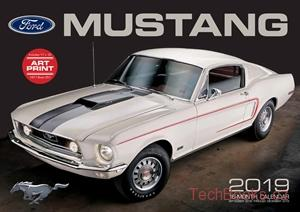 Ford
MUSTANG
ART
PRINT
2019
16-MONTH CALENDAR